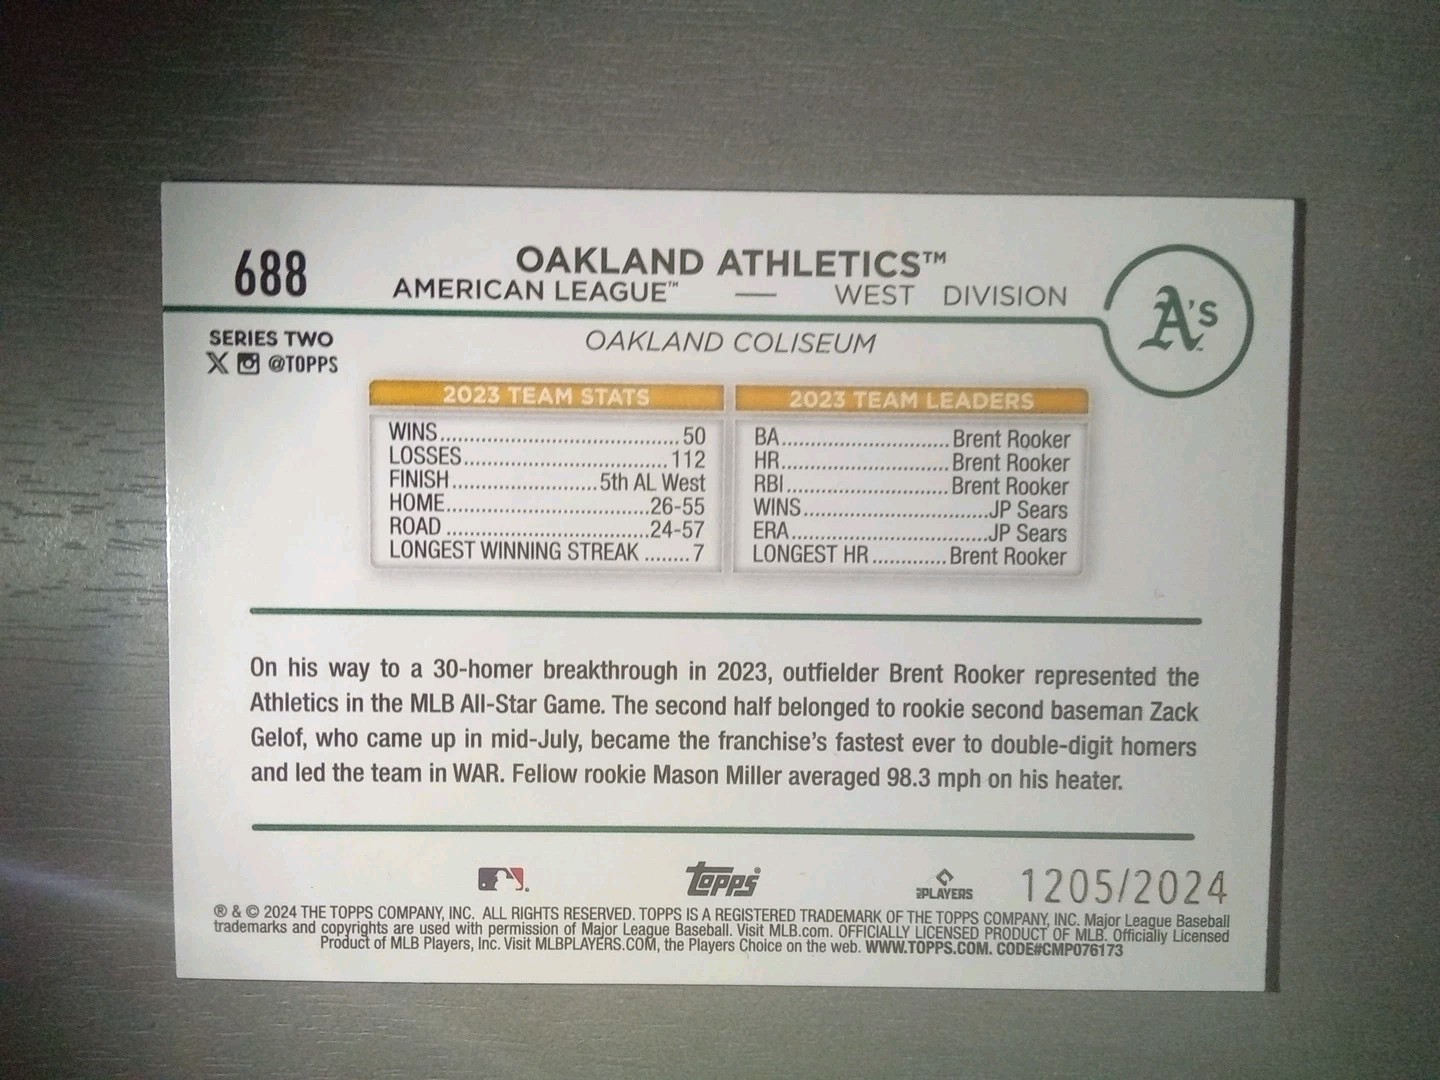 688
OAKLAND ATHLETICS™
AMERICAN LEAGUE™ — WEST DIVISION
A's
SERIES TWO
X @TOPPS
OAKLAND COLISEUM
2023 TEAM STATS
WINS........................................50
LOSSES..................................112
FINISH........................5th AL West
HOME..................................26-55
ROAD..................................24-57
LONGEST WINNING STREAK ........7
2023 TEAM LEADERS
BA............................Brent Rooker
HR............................Brent Rooker
RBI...........................Brent Rooker
WINS...............................JP Sears
ERA.................................JP Sears
LONGEST HR.............Brent Rooker
On his way to a 30-homer breakthrough in 2023, outfielder Brent Rooker represented the
Athletics in the MLB All-Star Game. The second half belonged to rookie second baseman Zack
Gelof, who came up in mid-July, became the franchise's fastest ever to double-digit homers
and led the team in WAR. Fellow rookie Mason Miller averaged 98.3 mph on his heater.
Topps
PLAYERS
1205/2024
® & © 2024 THE TOPPS COMPANY, INC. ALL RIGHTS RESERVED. TOPPS IS A REGISTERED TRADEMARK OF THE TOPPS COMPANY, INC. Major League Baseball
trademarks and copyrights are used with permission of Major League Baseball. Visit MLB.com. OFFICIALLY LICENSED PRODUCT OF MLB. Officially Licensed
Product of MLB Players, Inc. Visit MLBPLAYERS.COM, the Players Choice on the web. WWW.TOPPS.COM. CODE#CMP076173